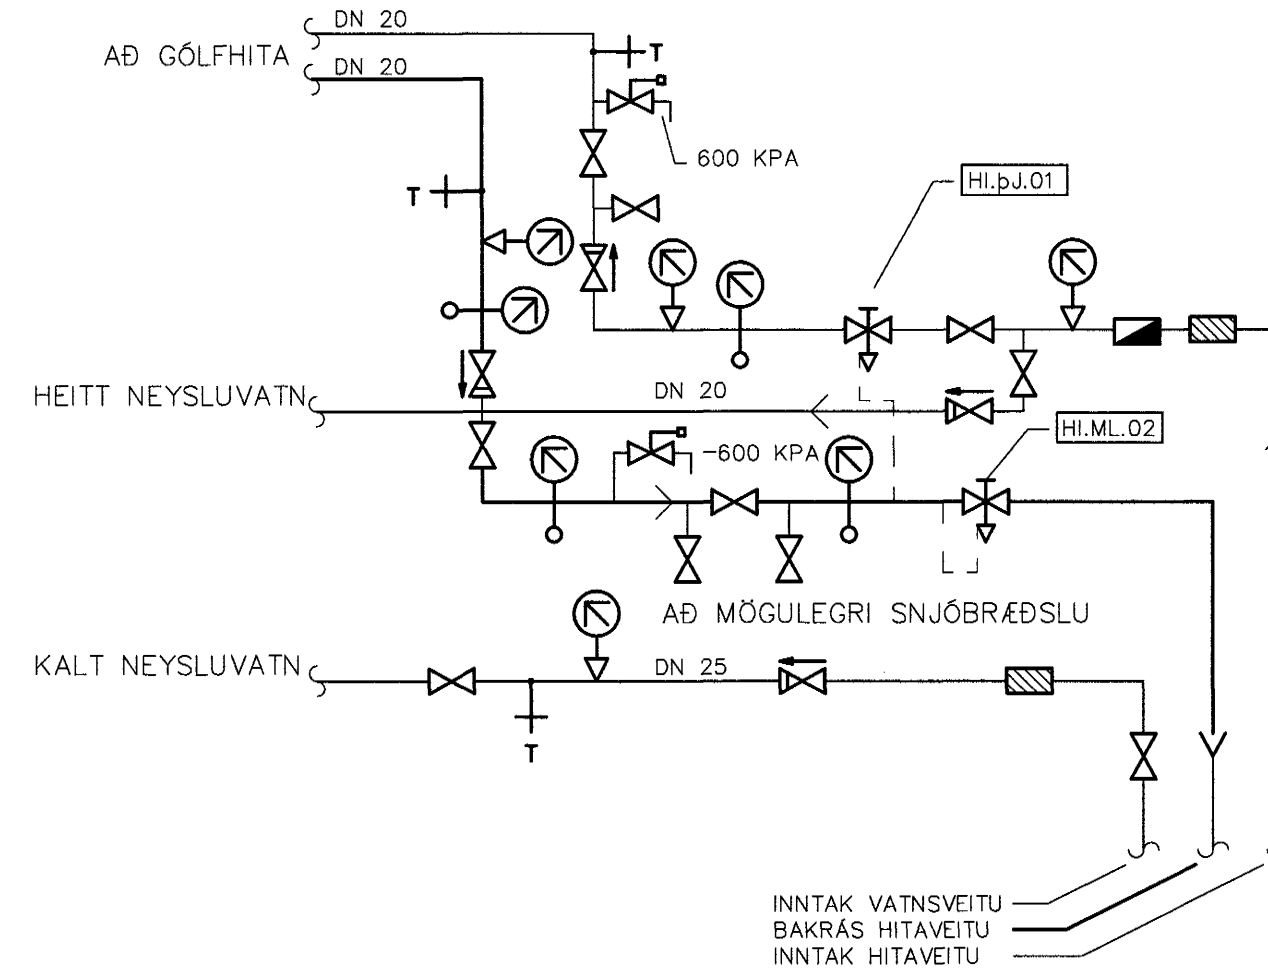 DN 20
AÐ GÓLFHITA
DN 20
T
600 KPA
HI.ÞJ.01
T
HEITT NEYSLUVATN
DN 20
HI.ML.02
-600 KPA
AÐ MÖGULEGRI SNJÓBRÆÐSLU
KALT NEYSLUVATN
DN 25
T
INNTAK VATNSVEITU
BAKRÁS HITAVEITU
INNTAK HITAVEITU